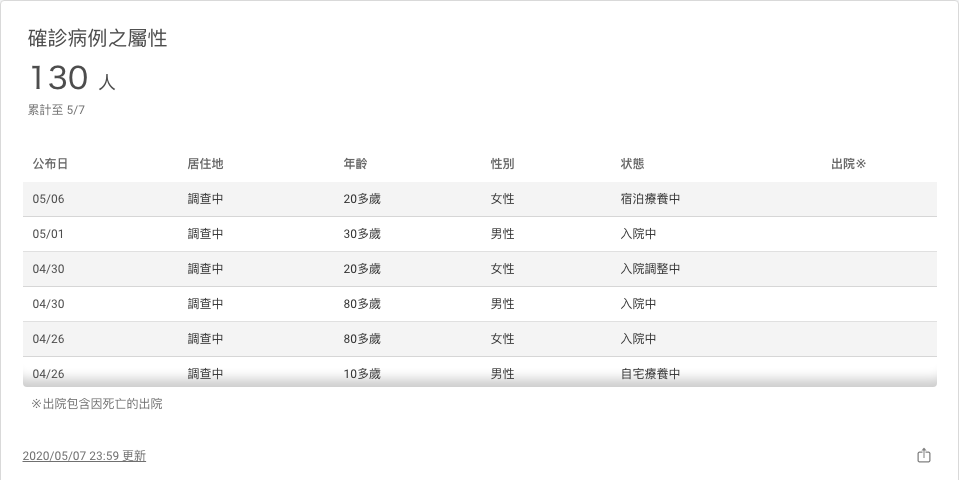 確診病例之屬性
130 人
累計至 5/7
公布日 居住地 年齡 性別 狀態 出院※
05/06 調查中 20多歲 女性 宿泊療養中
05/01 調查中 30多歲 男性 入院中
04/30 調查中 20多歲 女性 入院調整中
04/30 調查中 80多歲 男性 入院中
04/26 調查中 80多歲 女性 入院中
04/26 調查中 10多歲 男性 自宅療養中
※出院包含因死亡的出院
2020/05/07 23:59 更新